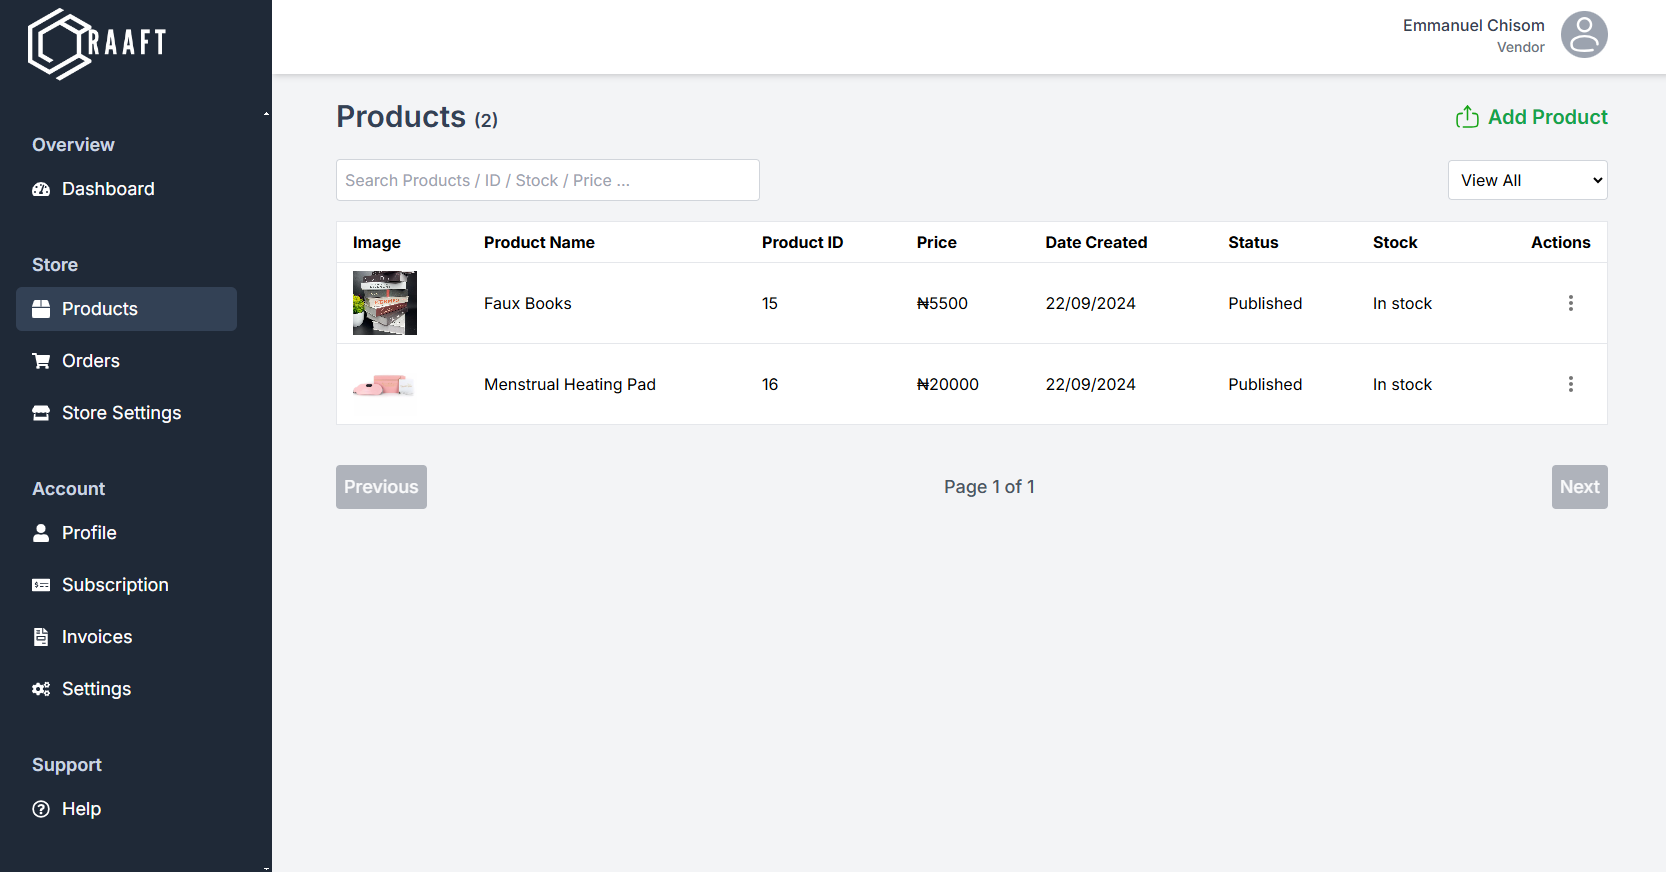 RAAFT
Emmanuel Chisom
Vendor
Overview
Dashboard
Store
Products
Orders
Store Settings
Account
Profile
Subscription
Invoices
Settings
Support
Help
Products (2)
Add Product
Search Products / ID / Stock / Price ...
View All
Image Product Name Product ID Price Date Created Status Stock Actions
Faux Books 15 ₦5500 22/09/2024 Published In stock
Menstrual Heating Pad 16 ₦20000 22/09/2024 Published In stock
Previous
Page 1 of 1
Next